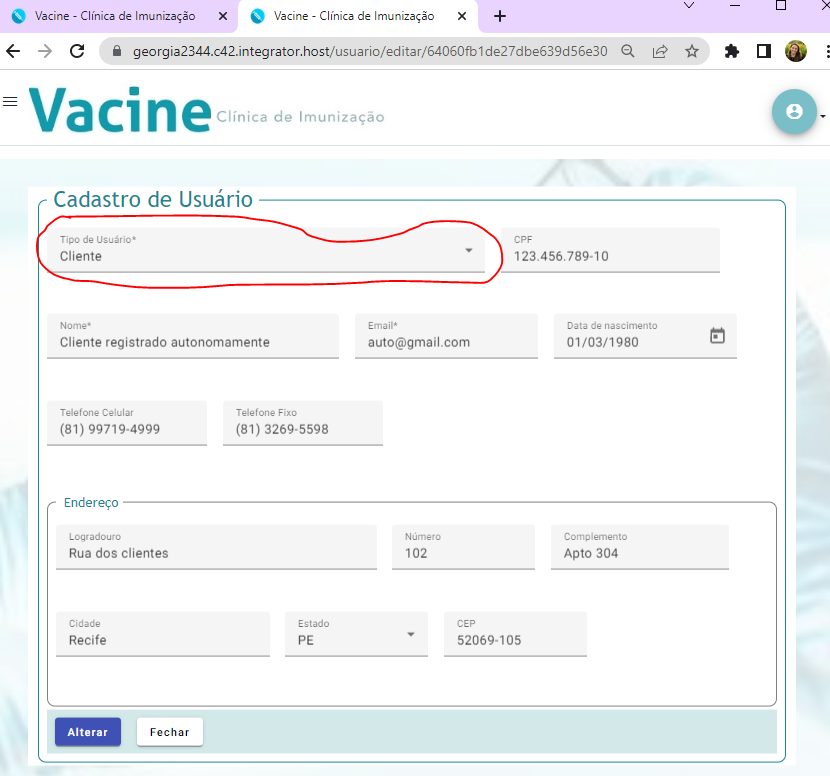 Vacine - Clínica de Imunização
Vacine - Clínica de Imunização
georgia2344.c42.integrator.host/usuario/editar/64060fb1de27dbe639d56e30
Vacine Clínica de Imunização
Cadastro de Usuário
Tipo de Usuário*
Cliente
CPF
123.456.789-10
Nome*
Cliente registrado autonomamente
Email*
auto@gmail.com
Data de nascimento
01/03/1980
Telefone Celular
(81) 99719-4999
Telefone Fixo
(81) 3269-5598
Endereço
Logradouro
Rua dos clientes
Número
102
Complemento
Apto 304
Cidade
Recife
Estado
PE
CEP
52069-105
Alterar
Fechar